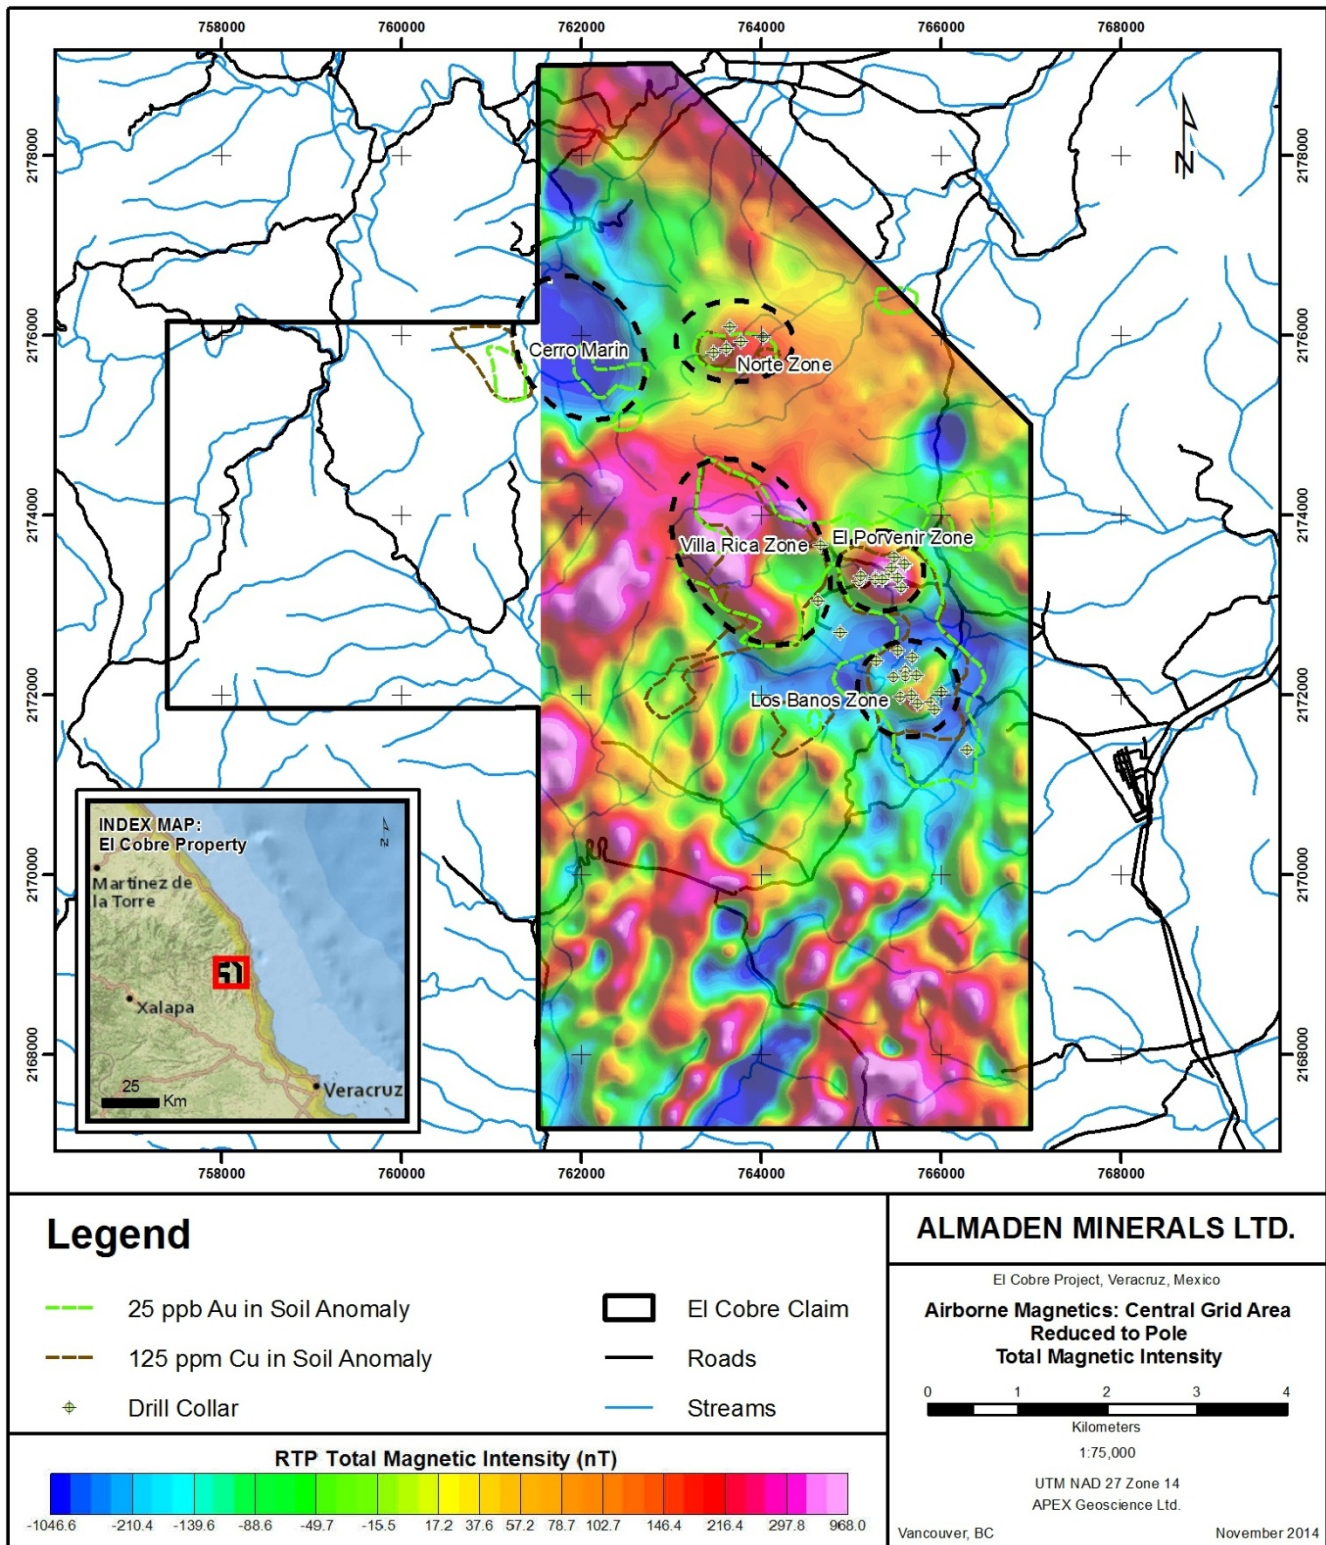 758000 760000 762000 764000 766000 768000
2178000 2178000
2176000 2176000
2174000 2174000
2172000 2172000
2170000 2170000
2168000 2168000
N
Cerro Marin
Norte Zone
Villa Rica Zone
El Porvenir Zone
Los Banos Zone
INDEX MAP:
El Cobre Property
N
Martínez de
la Torre
Xalapa
Veracruz
25
Km
758000 760000 762000 764000 766000 768000
Legend
25 ppb Au in Soil Anomaly
125 ppm Cu in Soil Anomaly
Drill Collar
El Cobre Claim
Roads
Streams
RTP Total Magnetic Intensity (nT)
-1046.6 -210.4 -139.6 -88.6 -49.7 -15.5 17.2 37.6 57.2 78.7 102.7 146.4 216.4 297.8 968.0
ALMADEN MINERALS LTD.
El Cobre Project, Veracruz, Mexico
Airborne Magnetics: Central Grid Area
Reduced to Pole
Total Magnetic Intensity
0 1 2 3 4
Kilometers
1:75,000
UTM NAD 27 Zone 14
APEX Geoscience Ltd.
Vancouver, BC November 2014